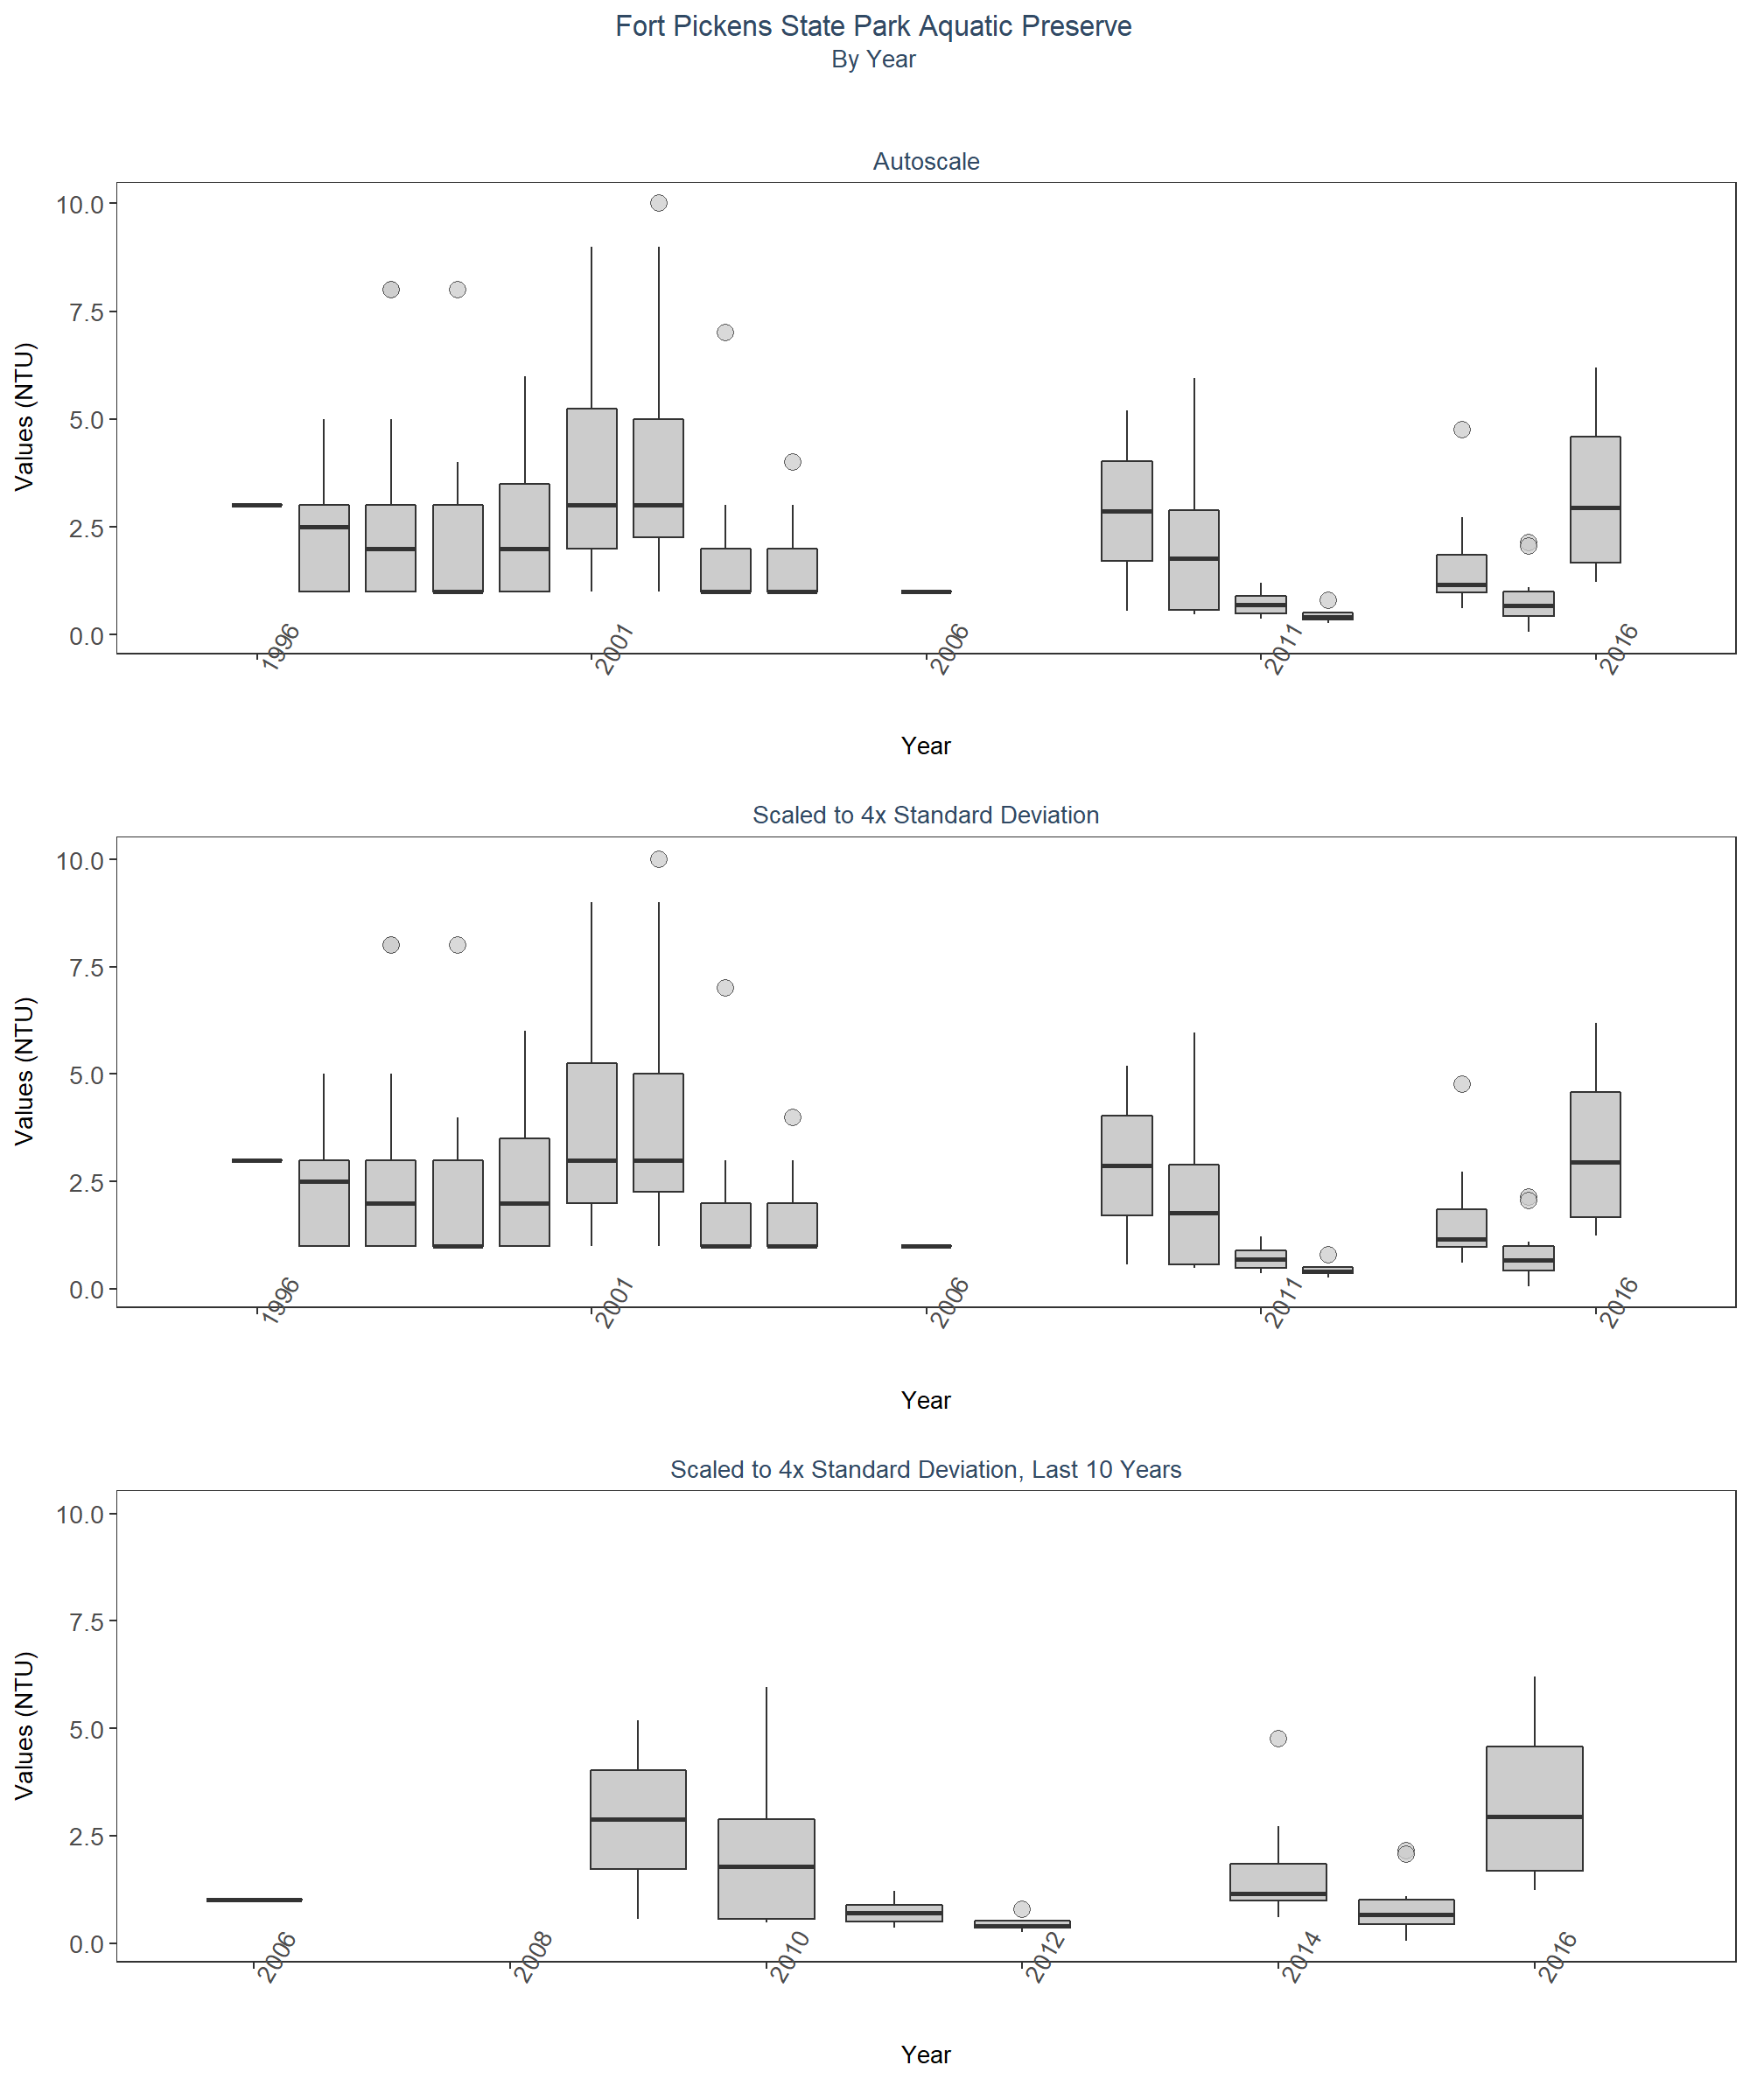 Fort Pickens State Park Aquatic Preserve
By Year
Autoscale
Values (NTU)
10.0
7.5
5.0
2.5
0.0
1996
2001
2006
2011
2016
Year
Scaled to 4x Standard Deviation
Values (NTU)
10.0
7.5
5.0
2.5
0.0
1996
2001
2006
2011
2016
Year
Scaled to 4x Standard Deviation, Last 10 Years
Values (NTU)
10.0
7.5
5.0
2.5
0.0
2006
2008
2010
2012
2014
2016
Year